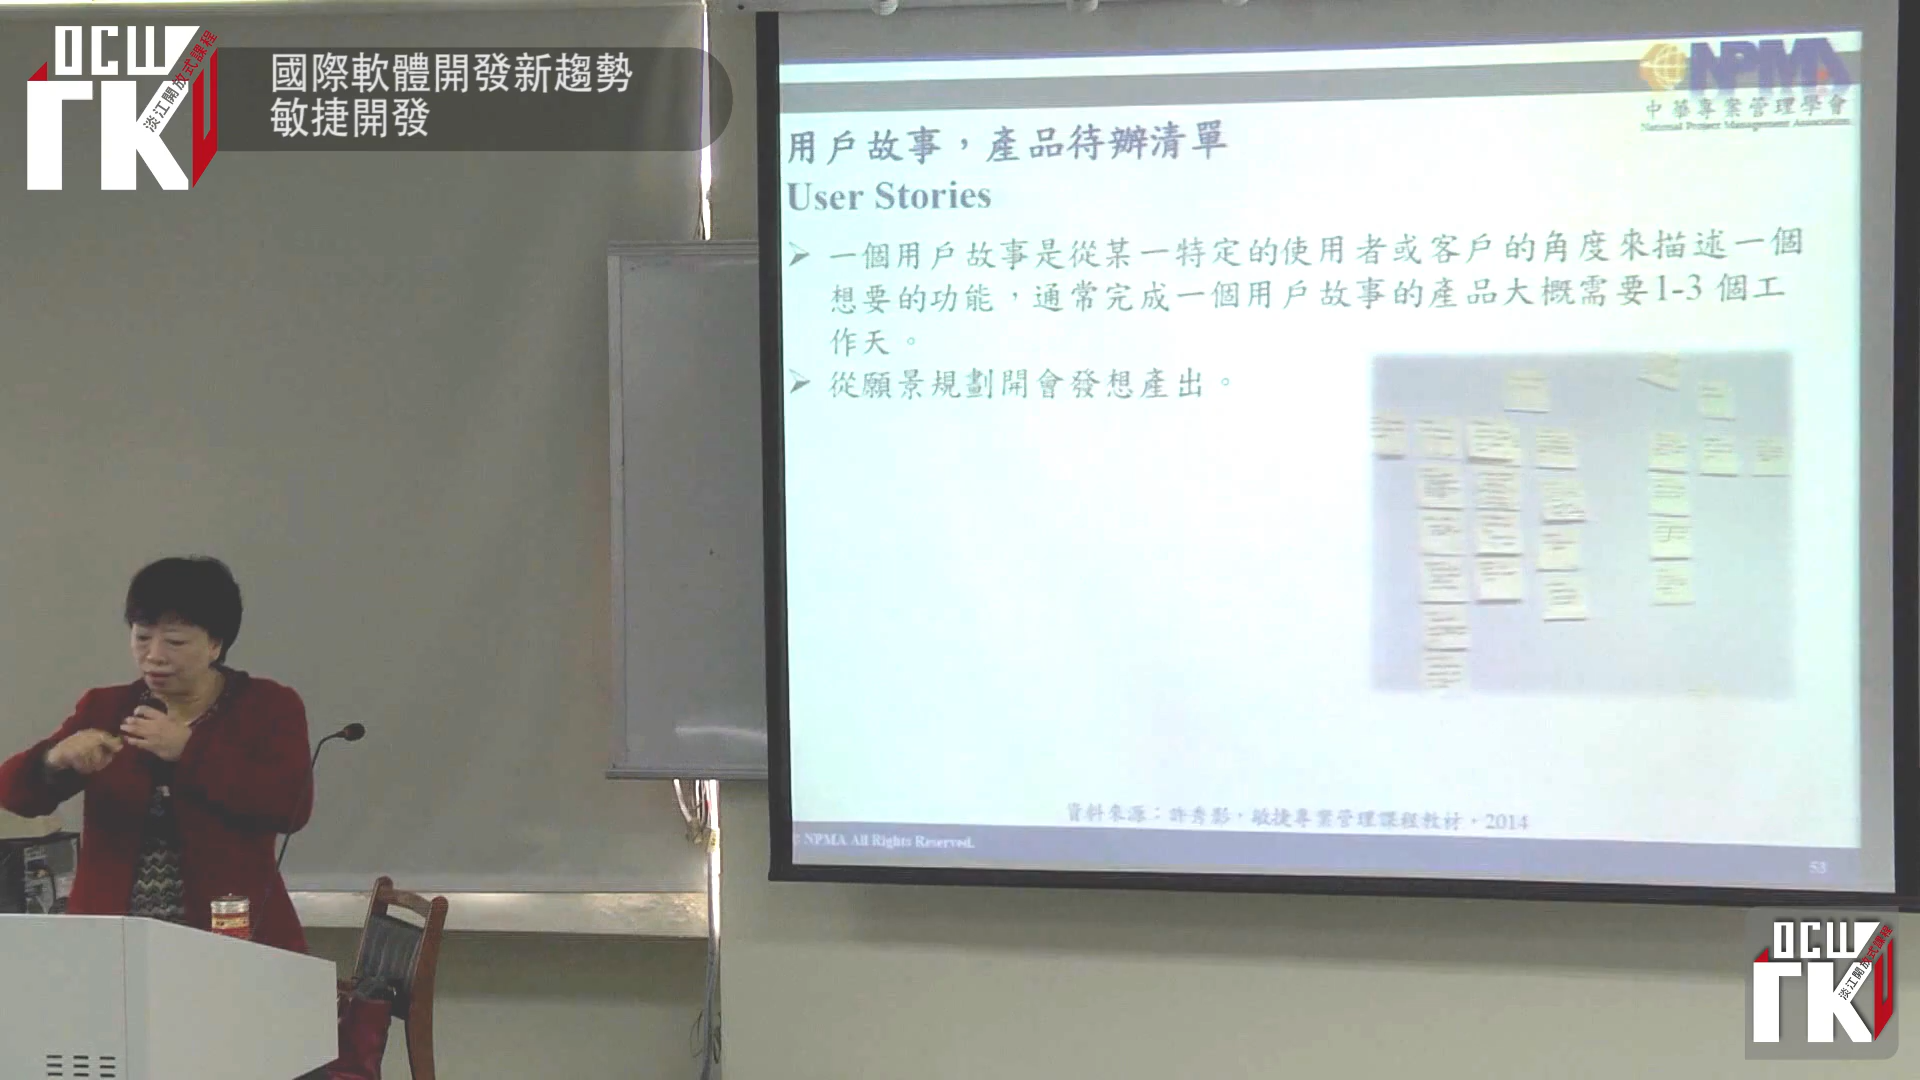 OCW
TKU
淡江開放式課程
國際軟體開發新趨勢
敏捷開發
NPMA
中華專案管理學會
National Project Management Association
用戶故事，產品待辦清單
User Stories
➢ 一個用戶故事是從某一特定的使用者或客戶的角度來描述一個
想要的功能，通常完成一個用戶故事的產品大概需要1-3 個工
作天。
➢ 從願景規劃開會發想產出。
資料來源：許秀影，敏捷專案管理課程教材，2014
© NPMA All Rights Reserved.
53
OCW
TKU
淡江開放式課程